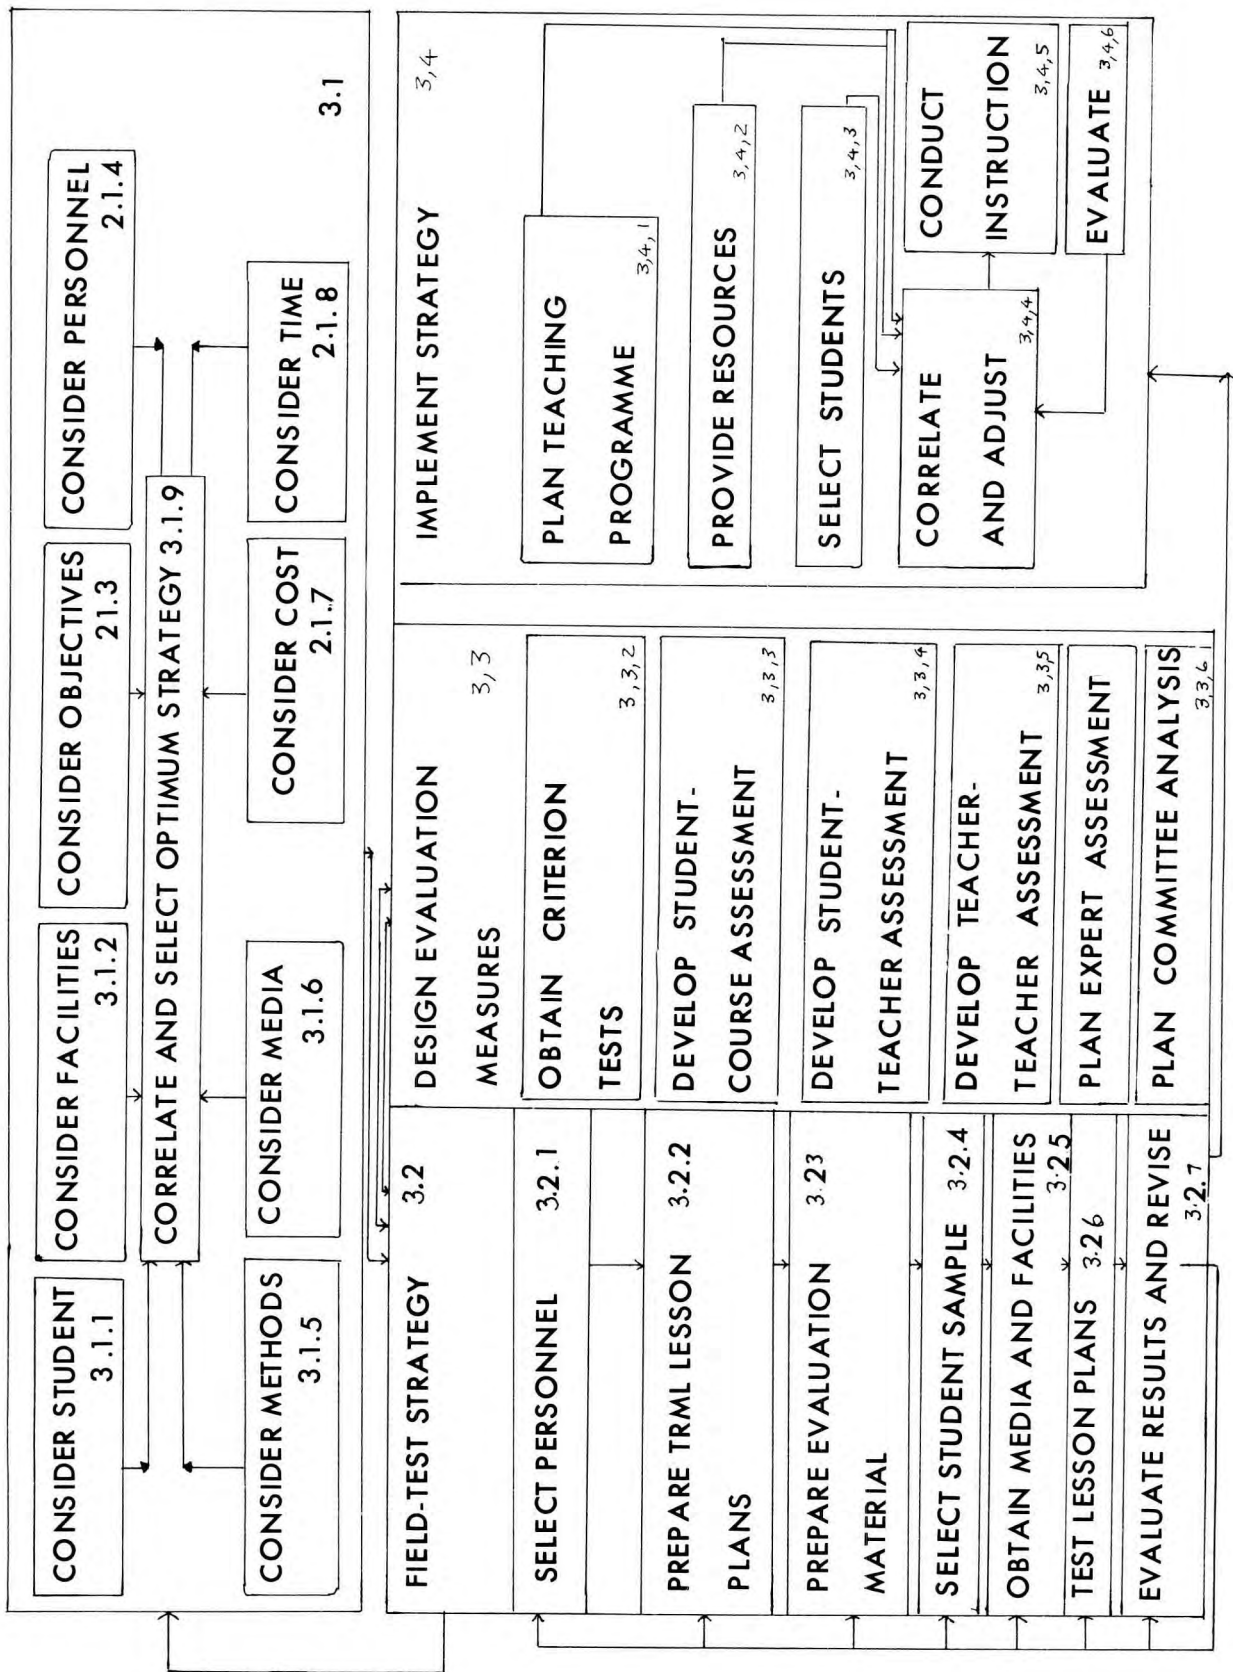 CONSIDER STUDENT
3.1.1
CONSIDER FACILITIES
3.1.2
CONSIDER OBJECTIVES
21.3
CONSIDER PERSONNEL
2.1.4
CORRELATE AND SELECT OPTIMUM STRATEGY 3.1.9
CONSIDER METHODS
3.1.5
CONSIDER MEDIA
3.1.6
CONSIDER COST
2.1.7
CONSIDER TIME
2.1.8
3.1
FIELD-TEST STRATEGY 3.2
SELECT PERSONNEL 3.2.1
PREPARE TRML LESSON 3.2.2
PLANS
PREPARE EVALUATION 3.23
MATERIAL
SELECT STUDENT SAMPLE 3.2.4
OBTAIN MEDIA AND FACILITIES
3.25
TEST LESSON PLANS 3.26
EVALUATE RESULTS AND REVISE
3.2.7
DESIGN EVALUATION
3,3
MEASURES
OBTAIN CRITERION
TESTS
3,3,2
DEVELOP STUDENT-
COURSE ASSESSMENT
3,3,3
DEVELOP STUDENT-
TEACHER ASSESSMENT
3,3,4
DEVELOP TEACHER-
TEACHER ASSESSMENT
3,3,5
PLAN EXPERT ASSESSMENT
PLAN COMMITTEE ANALYSIS
3,3,6
IMPLEMENT STRATEGY
3,4
PLAN TEACHING
PROGRAMME
3,4,1
PROVIDE RESOURCES
3,4,2
SELECT STUDENTS
3,4,3
CORRELATE
AND ADJUST
3,4,4
CONDUCT
INSTRUCTION
3,4,5
EVALUATE 3,4,6